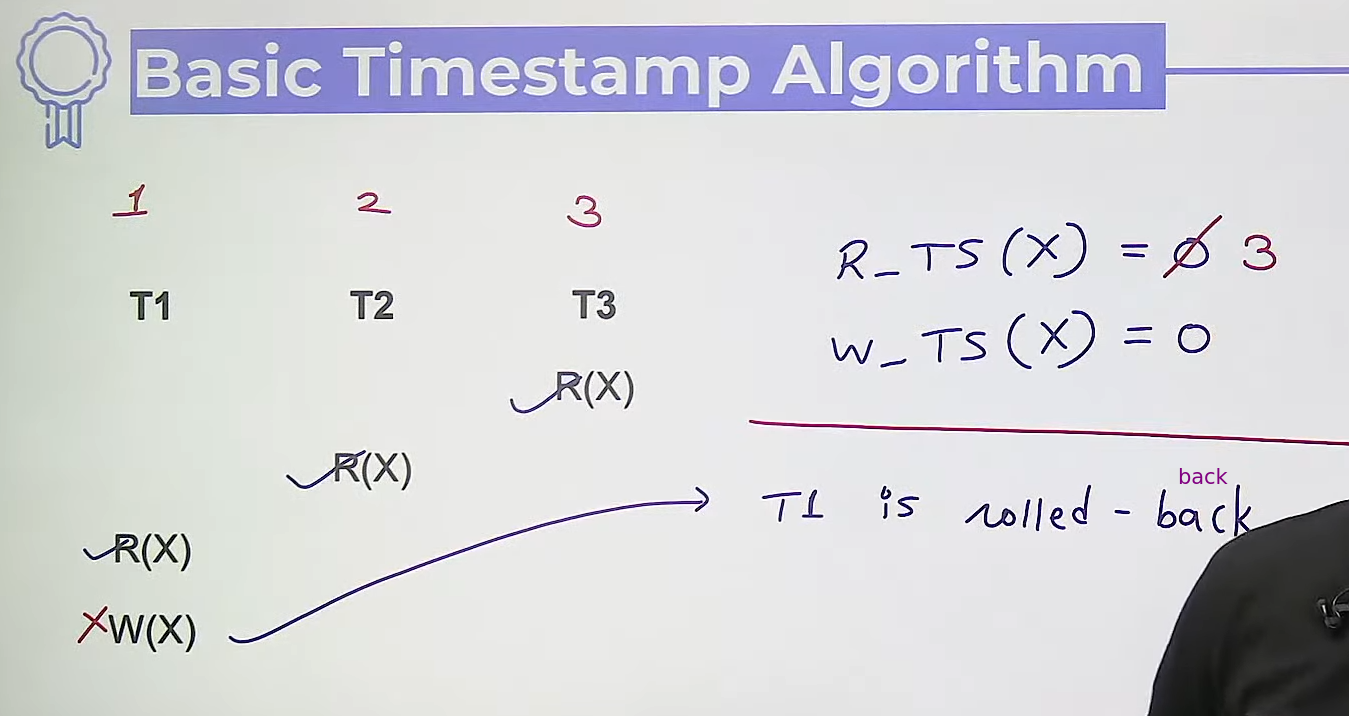 Basic Timestamp Algorithm
1 2 3
T1 T2 T3
R(X)
R(X)
R(X)
W(X)
R_TS(X) = 0 3
W_TS(X) = 0
back
T1 is rolled-back